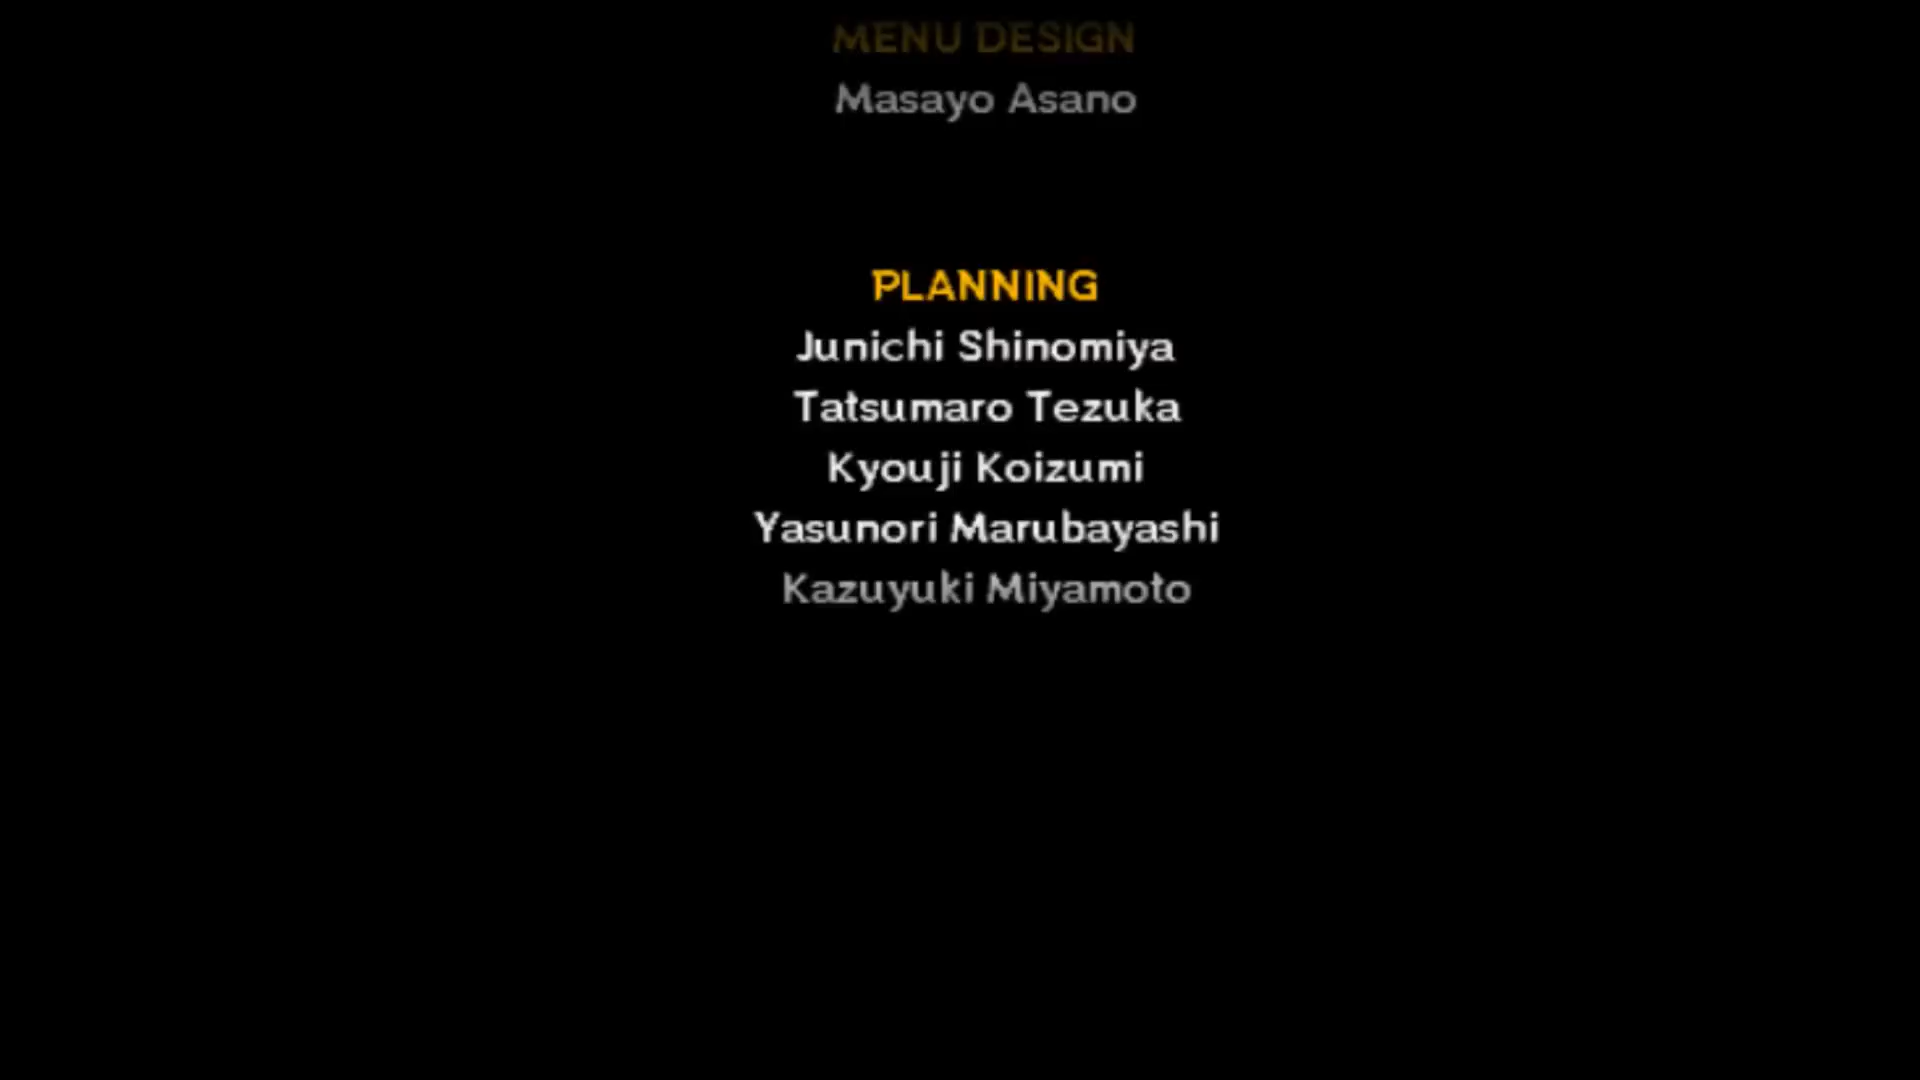 MENU DESIGN
Masayo Asano
PLANNING
Junichi Shinomiya
Tatsumaro Tezuka
Kyouji Koizumi
Yasunori Marubayashi
Kazuyuki Miyamoto